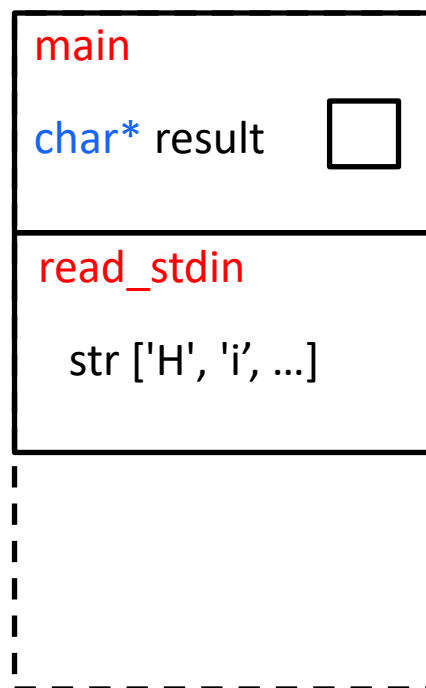 main
char* result
read_stdin
str ['H', 'i’, …]